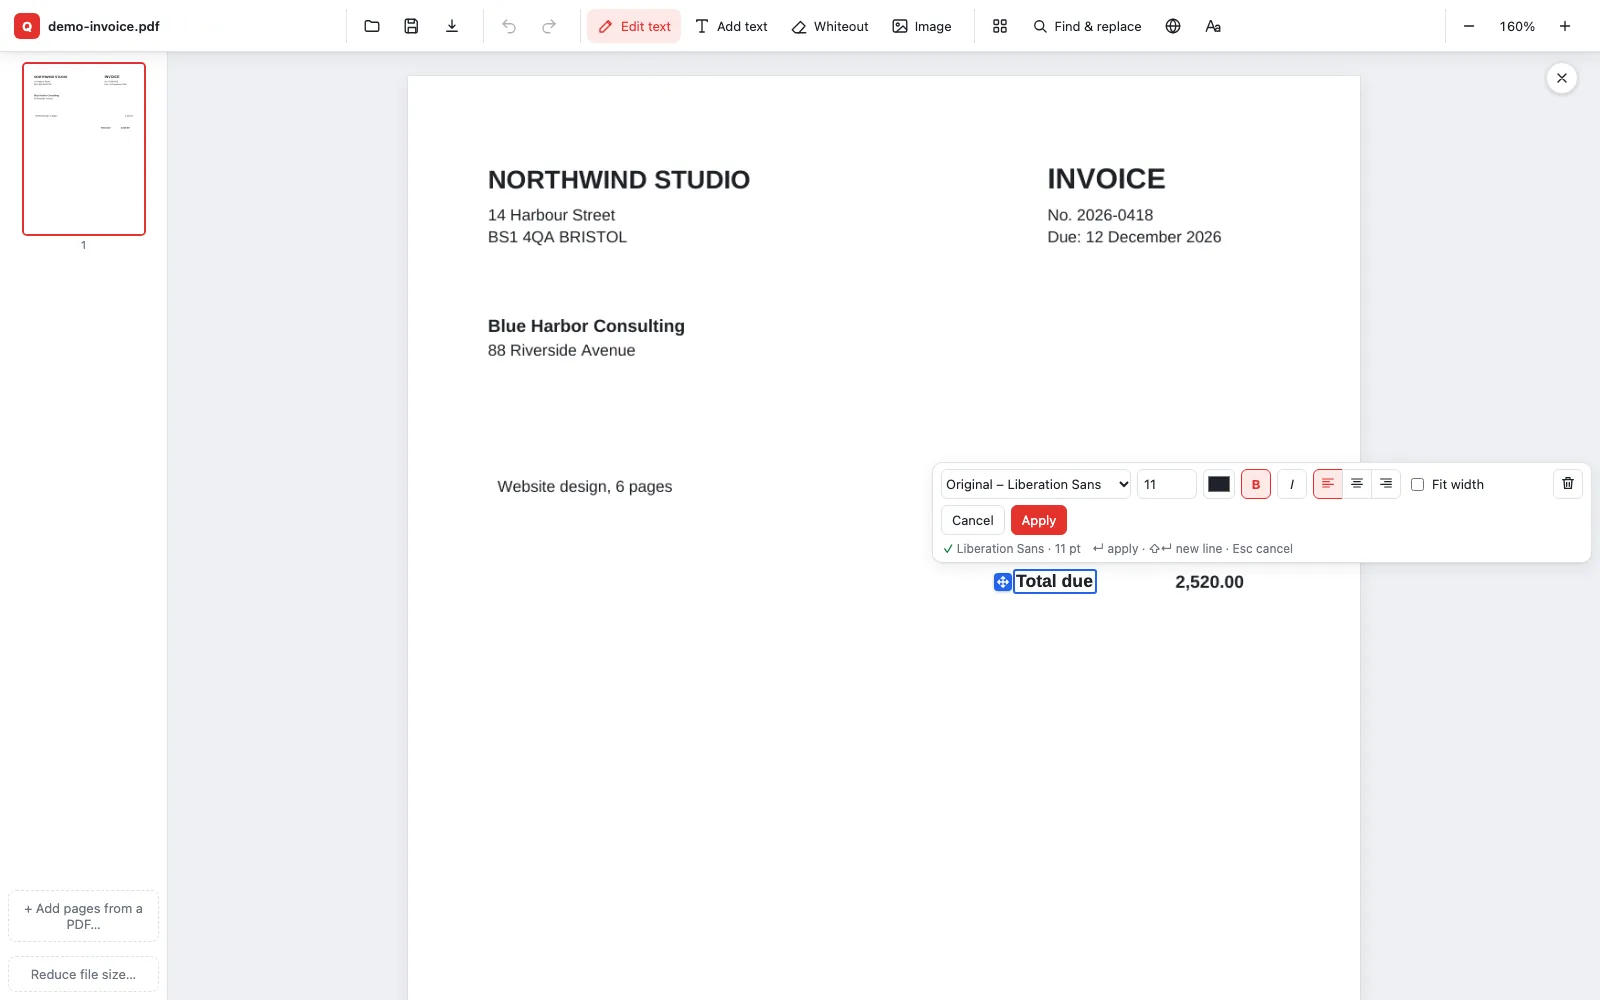 Q demo-invoice.pdf
Edit text
Add text
Whiteout
Image
Find & replace
Aa
160%
NORTHWIND STUDIO
INVOICE
1
14 Harbour Street
No. 2026-0418
BS1 4QA BRISTOL
Due: 12 December 2026
Blue Harbor Consulting
88 Riverside Avenue
Website design, 6 pages
Original – Liberation Sans
11
B
I
Fit width
Cancel
Apply
✓ Liberation Sans · 11 pt ↵ apply · ⇧↵ new line · Esc cancel
Total due
2,520.00
+ Add pages from a
PDF...
Reduce file size...